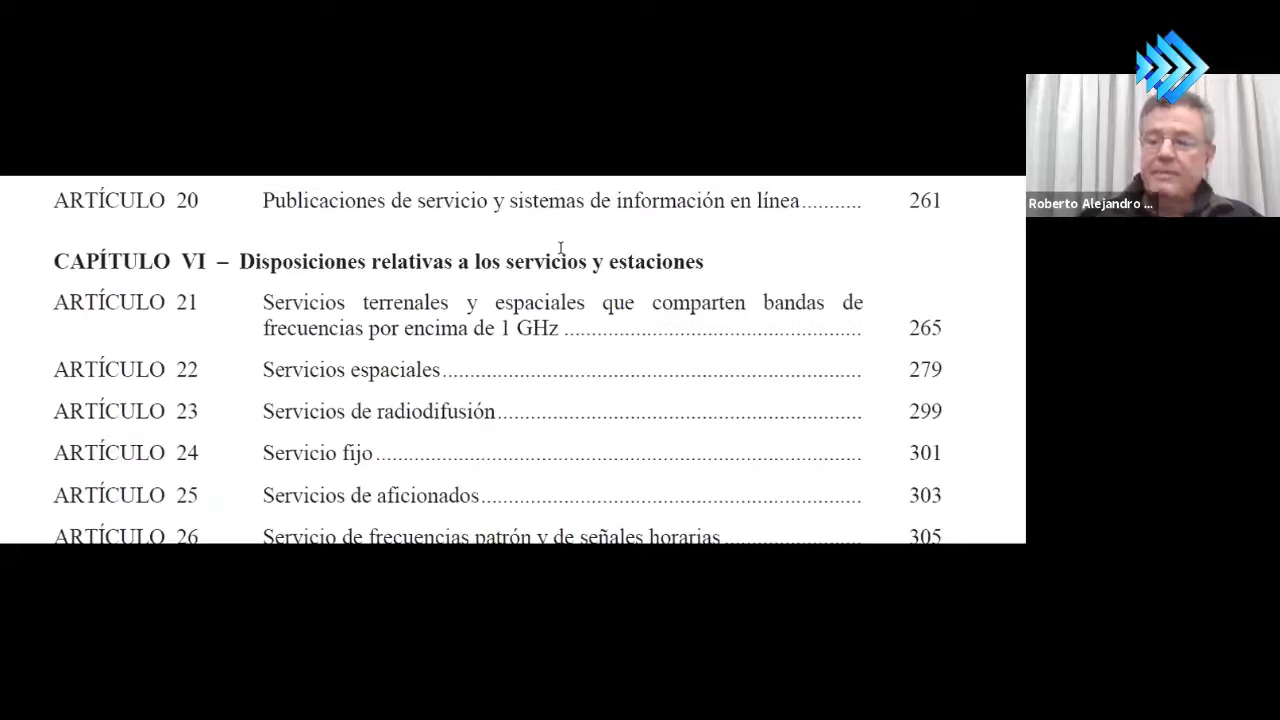 ARTÍCULO 20 Publicaciones de servicio y sistemas de información en línea.......... 261
CAPÍTULO VI – Disposiciones relativas a los servicios y estaciones
ARTÍCULO 21 Servicios terrenales y espaciales que comparten bandas de
frecuencias por encima de 1 GHz .................................................... 265
ARTÍCULO 22 Servicios espaciales......................................................................... 279
ARTÍCULO 23 Servicios de radiodifusión............................................................... 299
ARTÍCULO 24 Servicio fijo..................................................................................... 301
ARTÍCULO 25 Servicios de aficionados.................................................................. 303
ARTÍCULO 26 Servicio de frecuencias patrón y de señales horarias........................ 305
Roberto Alejandro ...